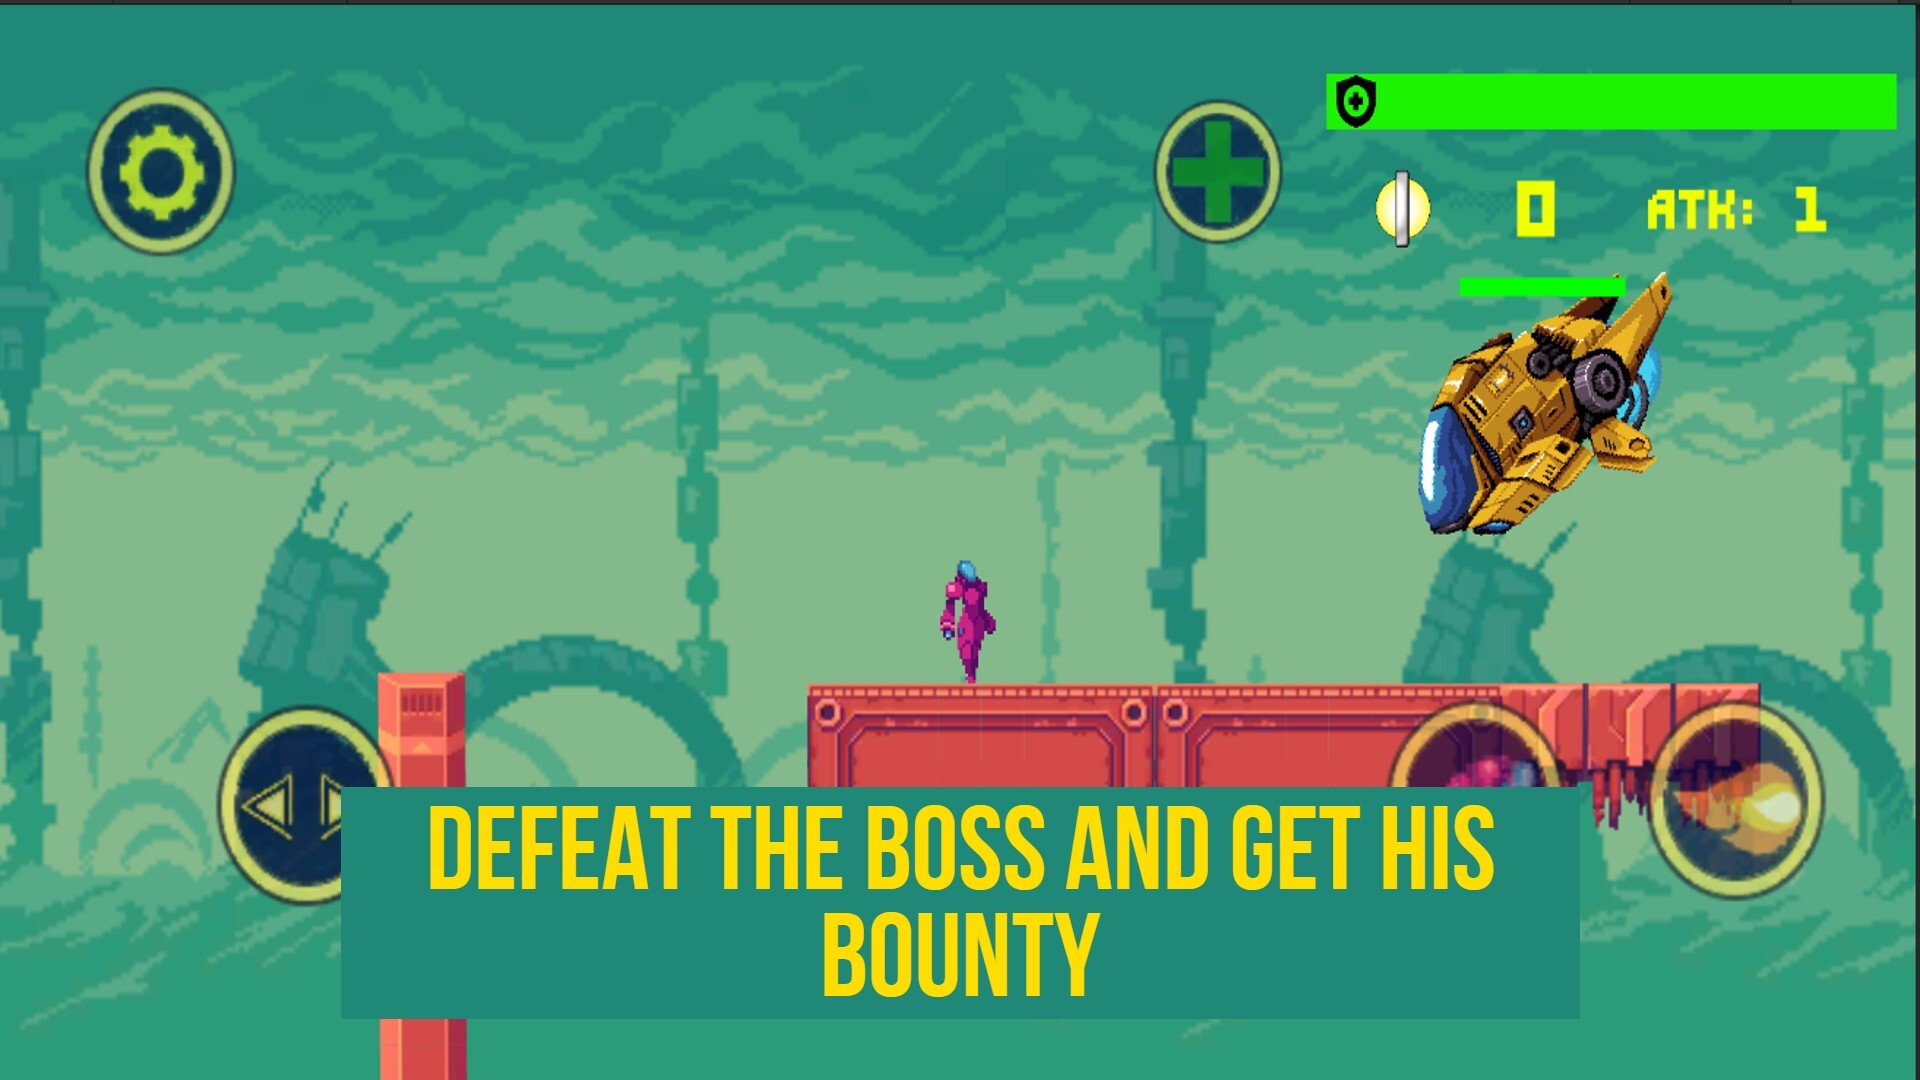 0 ATK: 1
DEFEAT THE BOSS AND GET HIS
BOUNTY